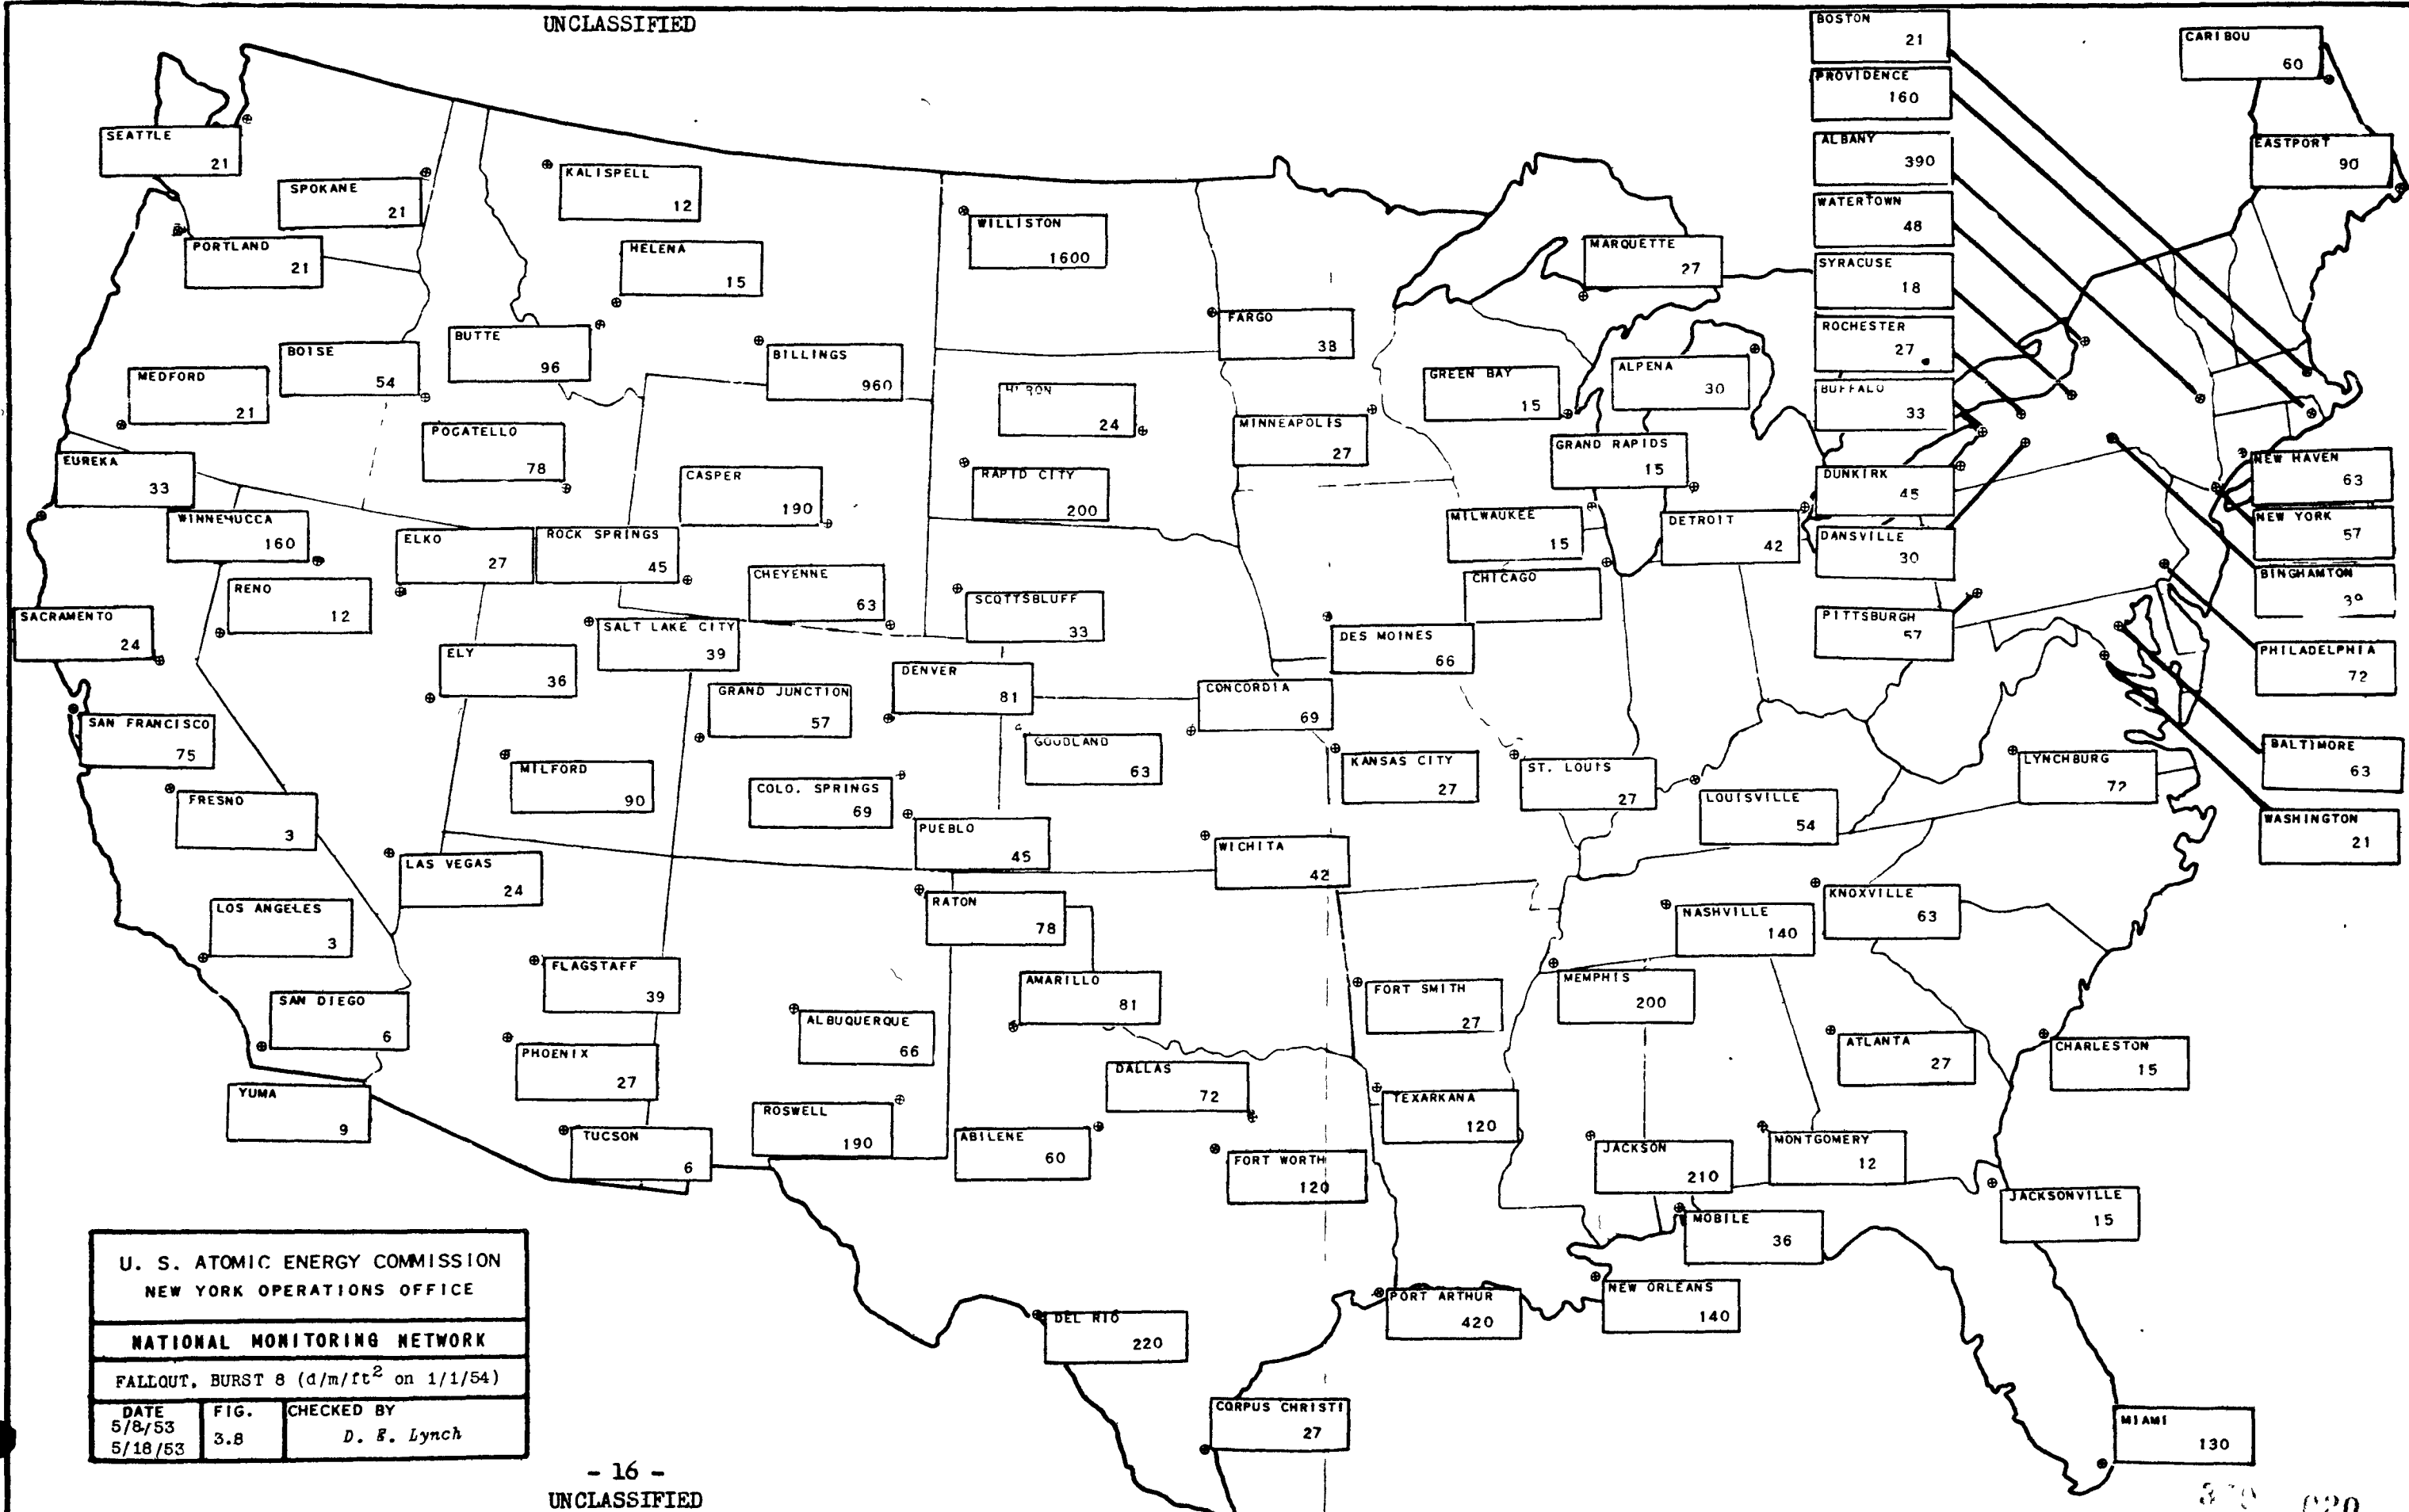 UNCLASSIFIED
BOSTON
21
CARIBOU
60
PROVIDENCE
160
SEATTLE
21
ALBANY
390
EASTPORT
90
SPOKANE
21
KALISPELL
12
WATERTOWN
48
PORTLAND
21
HELENA
15
WILLISTON
1600
MARQUETTE
27
SYRACUSE
18
BUTTE
96
FARGO
38
ROCHESTER
27
BOISE
54
BILLINGS
960
MEDFORD
21
24
GREEN BAY
15
ALPENA
30
BUFFALO
33
POCATELLO
78
MINNEAPOLIS
27
GRAND RAPIDS
15
EUREKA
33
CASPER
190
RAPID CITY
200
DUNKIRK
45
NEW HAVEN
63
WINNEMUCCA
160
ELKO
27
ROCK SPRINGS
45
MILWAUKEE
15
DETROIT
42
DANSVILLE
30
NEW YORK
57
RENO
12
CHEYENNE
63
SCOTTSBLUFF
33
CHICAGO
BINGHAMTON
39
SACRAMENTO
24
SALT LAKE CITY
39
DES MOINES
66
PITTSBURGH
57
ELY
36
GRAND JUNCTION
57
DENVER
81
CONCORDIA
69
PHILADELPHIA
72
SAN FRANCISCO
75
MILFORD
90
GOODLAND
63
KANSAS CITY
27
ST. LOUIS
27
LYNCHBURG
72
BALTIMORE
63
FRESNO
3
COLO. SPRINGS
69
PUEBLO
45
LOUISVILLE
54
WASHINGTON
21
LAS VEGAS
24
WICHITA
42
LOS ANGELES
3
RATON
78
NASHVILLE
140
KNOXVILLE
63
FLAGSTAFF
39
AMARILLO
81
FORT SMITH
27
MEMPHIS
200
SAN DIEGO
6
ALBUQUERQUE
66
PHOENIX
27
ATLANTA
27
CHARLESTON
15
YUMA
9
DALLAS
72
TEXARKANA
120
ROSWELL
190
TUCSON
6
ABILENE
60
FORT WORTH
120
JACKSON
210
MONTGOMERY
12
JACKSONVILLE
15
MOBILE
36
NEW ORLEANS
140
PORT ARTHUR
420
DEL RIO
220
CORPUS CHRISTI
27
MIAMI
130
U. S. ATOMIC ENERGY COMMISSION
NEW YORK OPERATIONS OFFICE
NATIONAL MONITORING NETWORK
FALLOUT, BURST 8 (d/m/ft² on 1/1/54)
DATE
5/8/53
5/18/53
FIG.
3.8
CHECKED BY
D. E. Lynch
- 16 -
UNCLASSIFIED